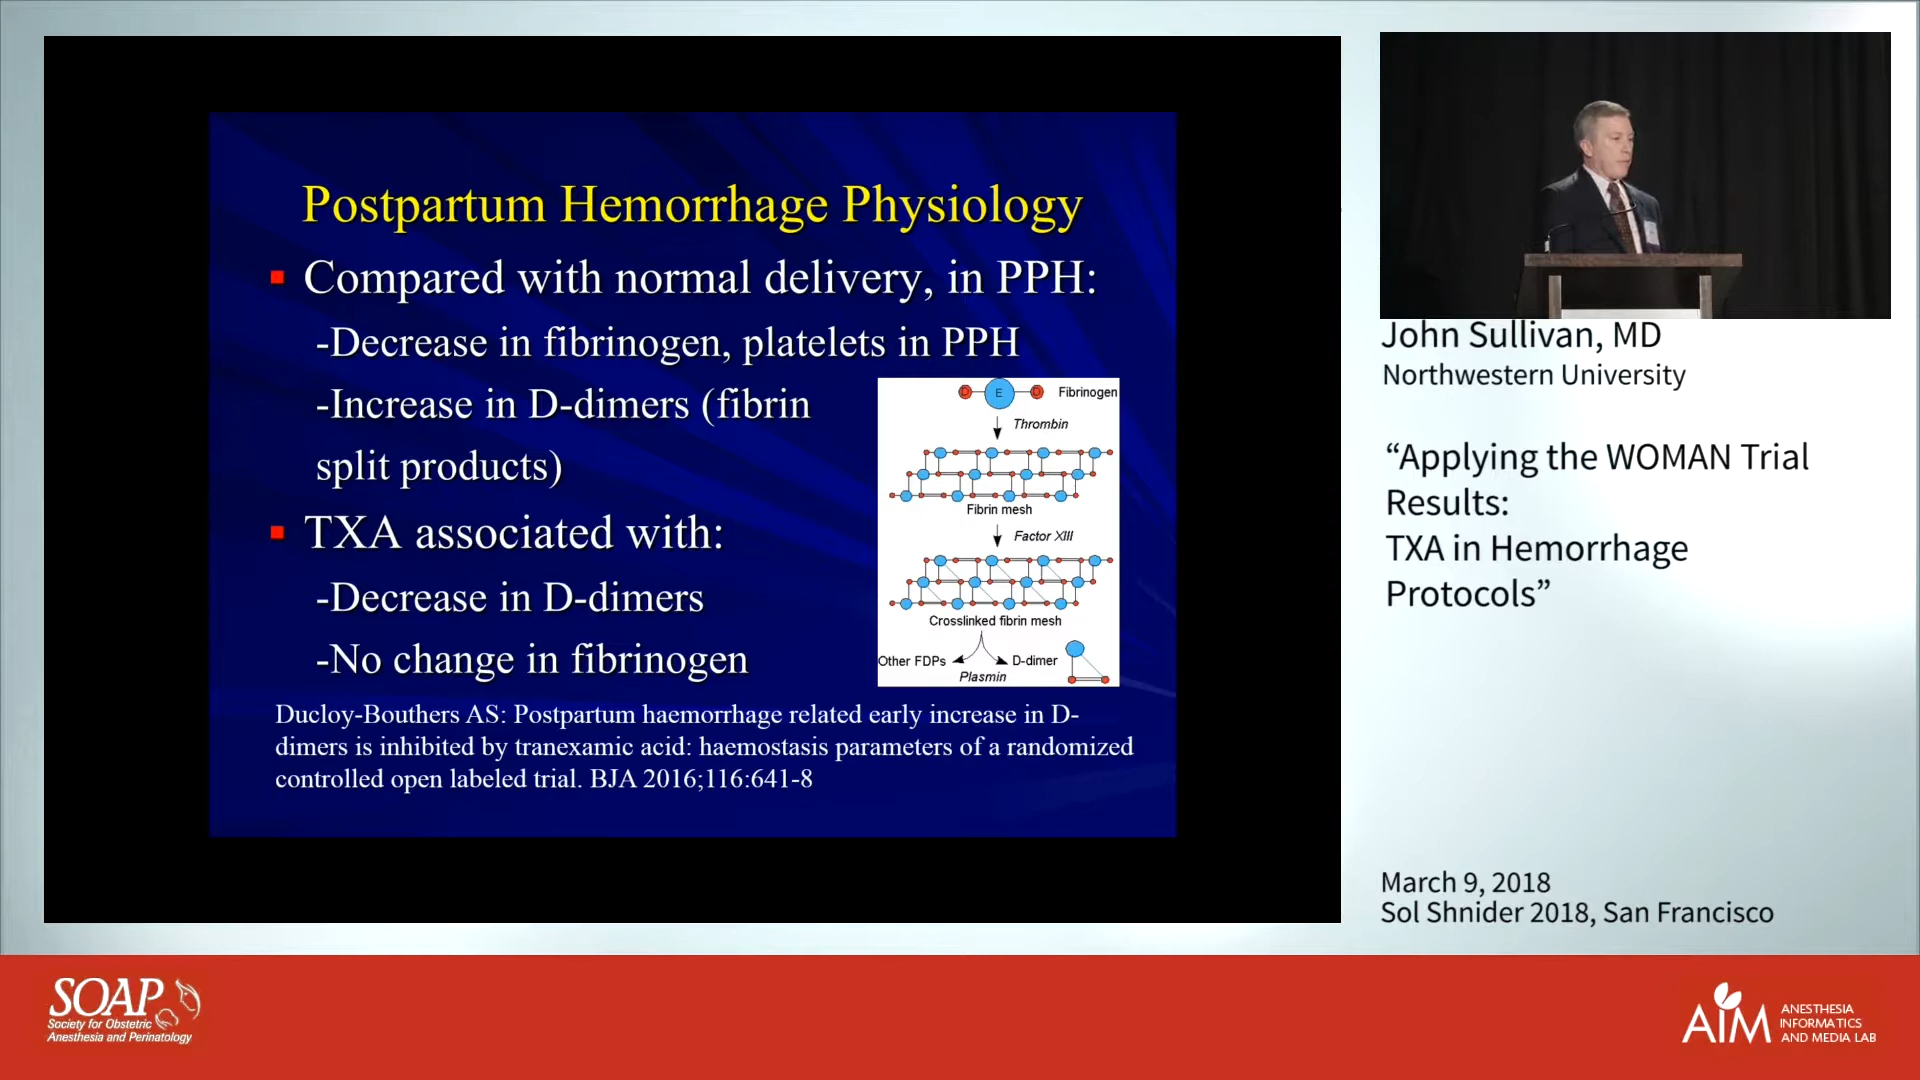 Postpartum Hemorrhage Physiology
Compared with normal delivery, in PPH:
-Decrease in fibrinogen, platelets in PPH
-Increase in D-dimers (fibrin
split products)
TXA associated with:
-Decrease in D-dimers
-No change in fibrinogen
D E D Fibrinogen
Thrombin
Fibrin mesh
Factor XIII
Crosslinked fibrin mesh
Other FDPs D-dimer
Plasmin
Ducloy-Bouthers AS: Postpartum haemorrhage related early increase in D-
dimers is inhibited by tranexamic acid: haemostasis parameters of a randomized
controlled open labeled trial. BJA 2016;116:641-8
John Sullivan, MD
Northwestern University
“Applying the WOMAN Trial
Results:
TXA in Hemorrhage
Protocols”
March 9, 2018
Sol Shnider 2018, San Francisco
SOAP
Society for Obstetric
Anesthesia and Perinatology
AIM
ANESTHESIA
INFORMATICS
AND MEDIA LAB